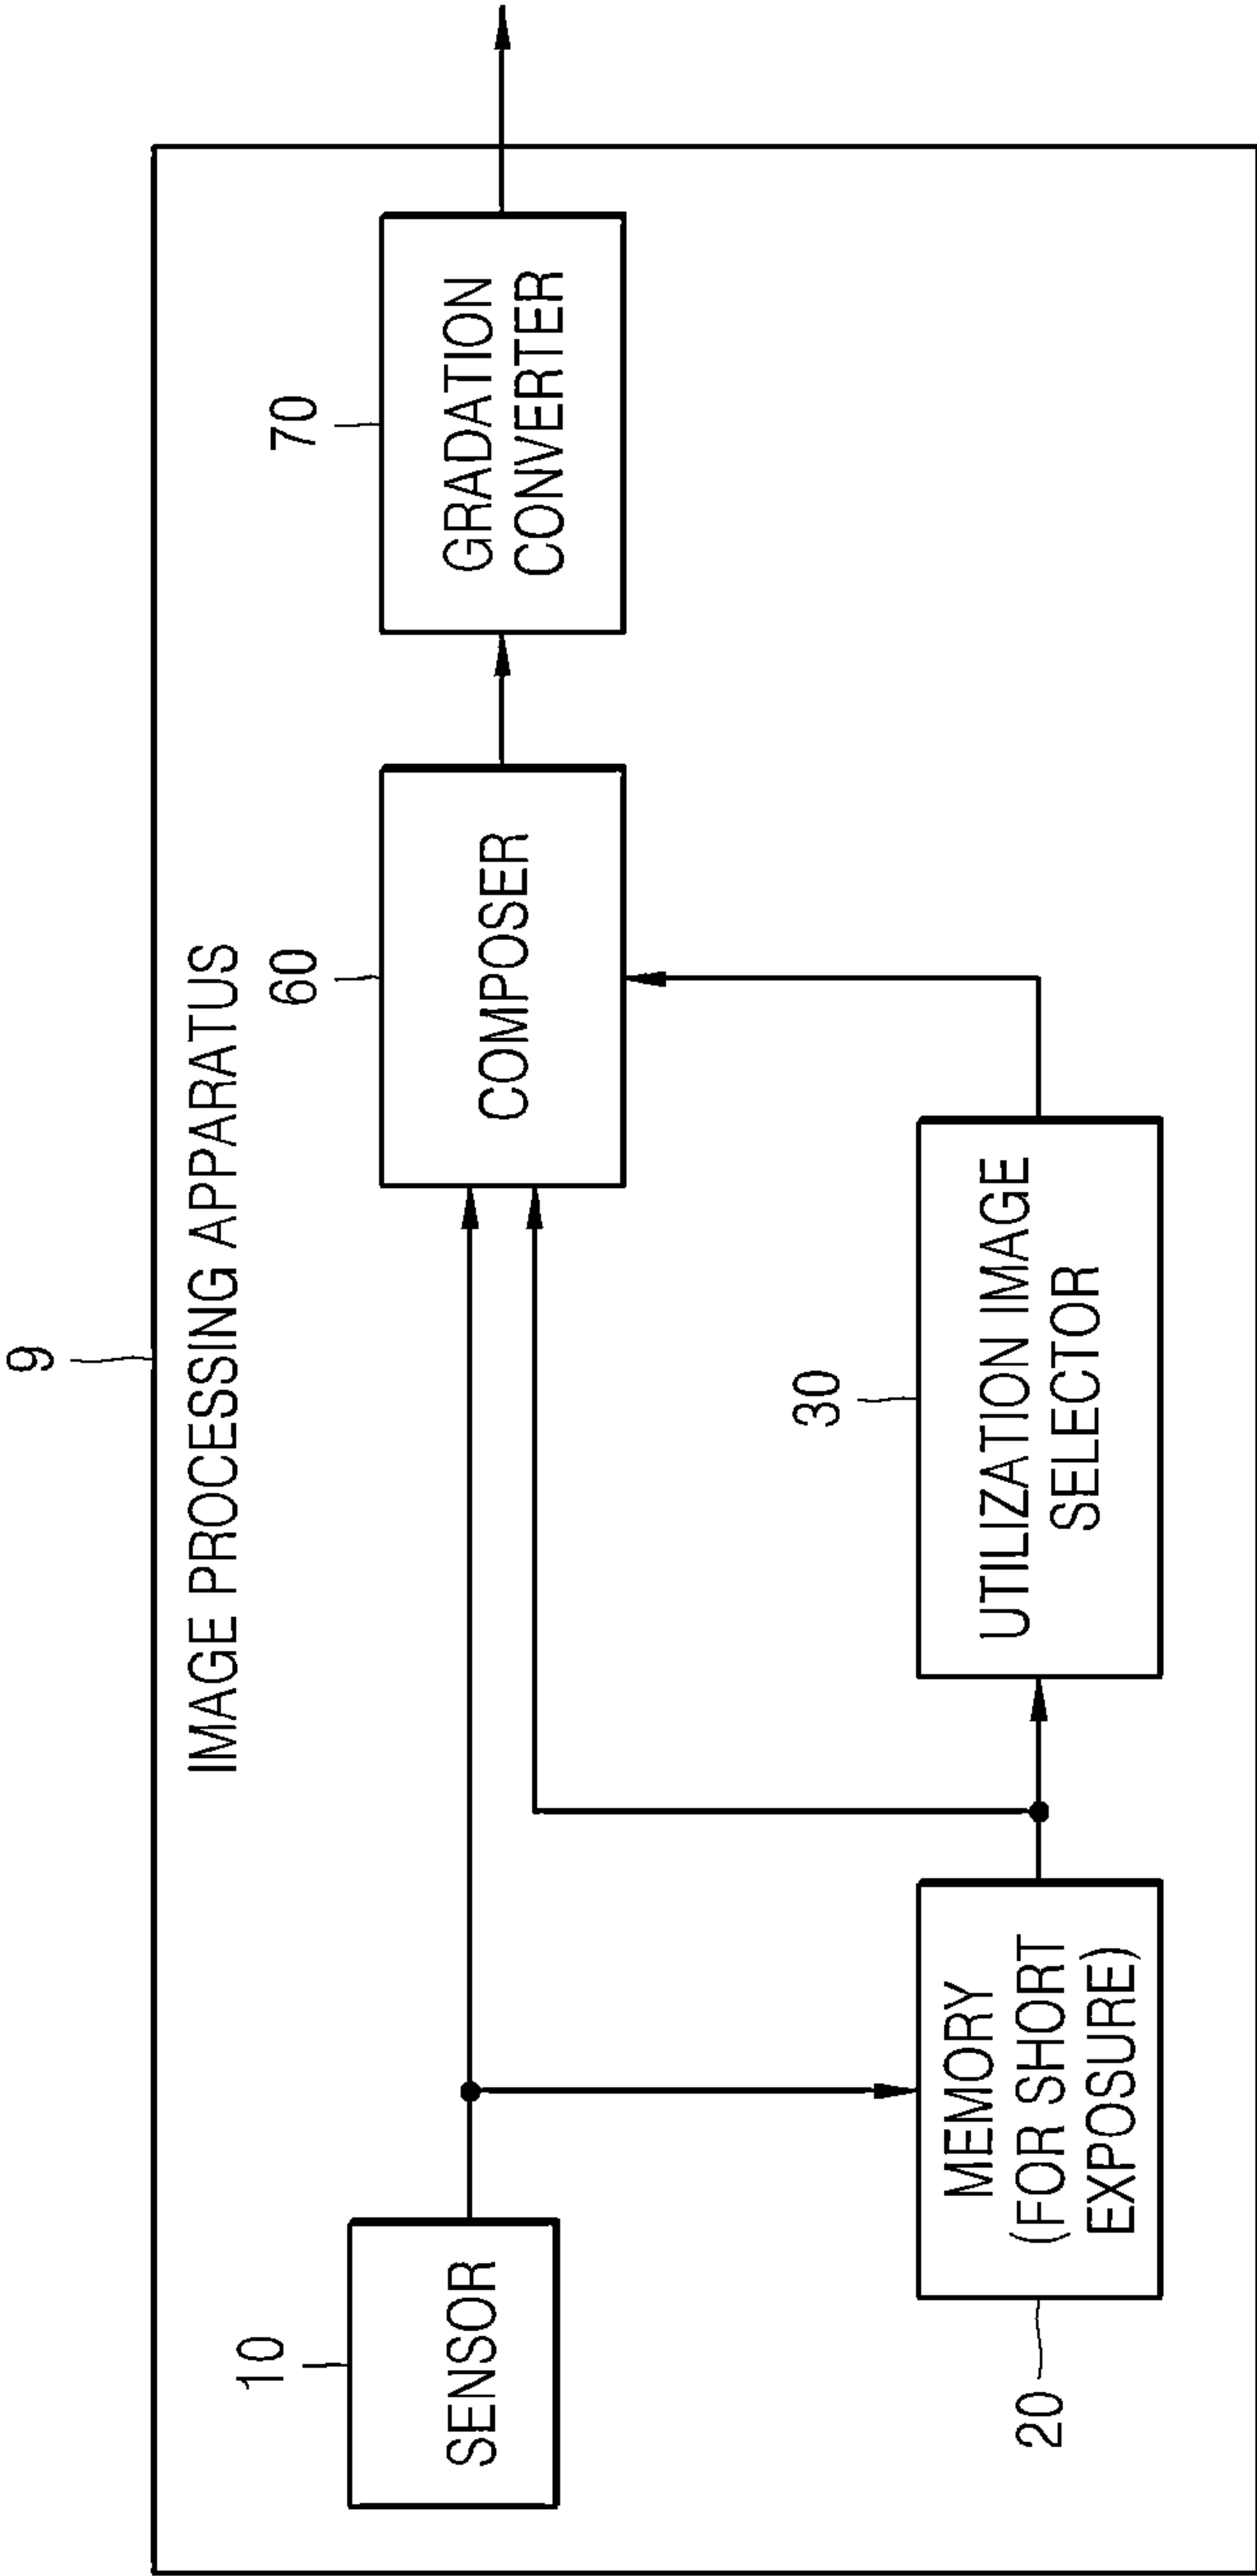 9
IMAGE PROCESSING APPARATUS
10
SENSOR
60
COMPOSER
70
GRADATION
CONVERTER
20
MEMORY
(FOR SHORT
EXPOSURE)
30
UTILIZATION IMAGE
SELECTOR